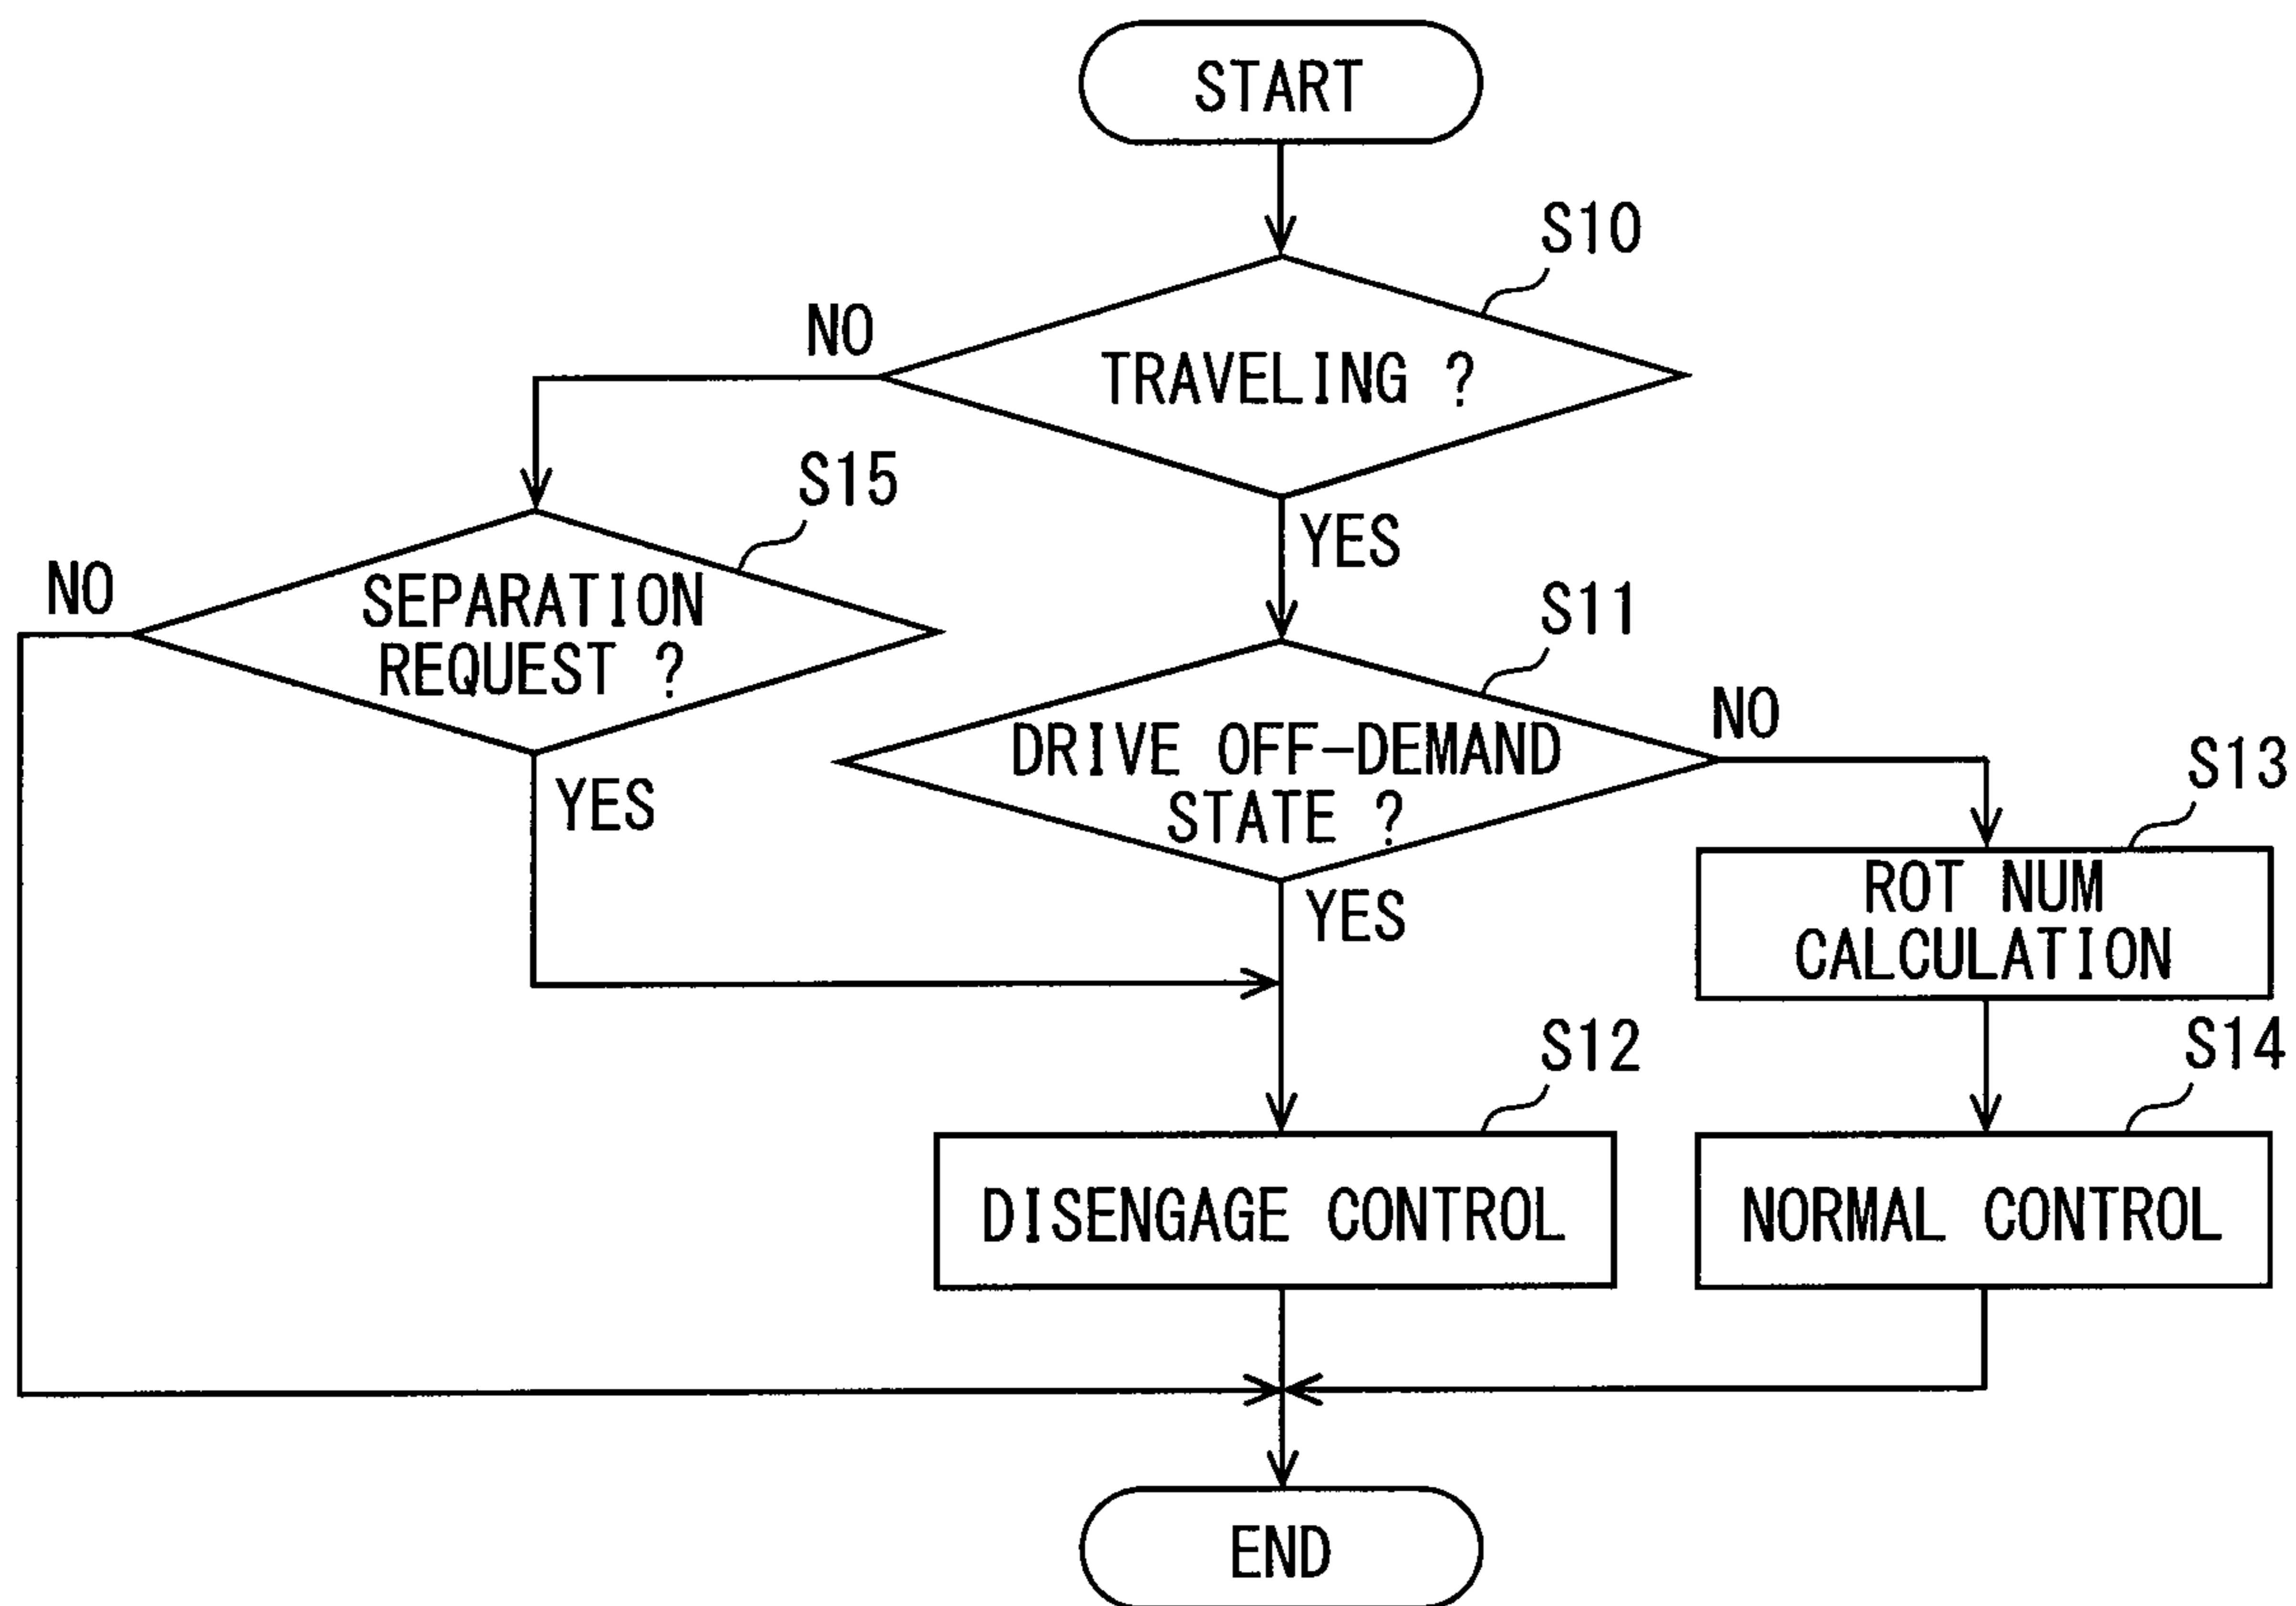 START
S10
NO
TRAVELING ?
S15
YES
NO
SEPARATION
REQUEST ?
S11
NO
DRIVE OFF-DEMAND
STATE ?
S13
YES
YES
ROT NUM
CALCULATION
S12
S14
DISENGAGE CONTROL
NORMAL CONTROL
END